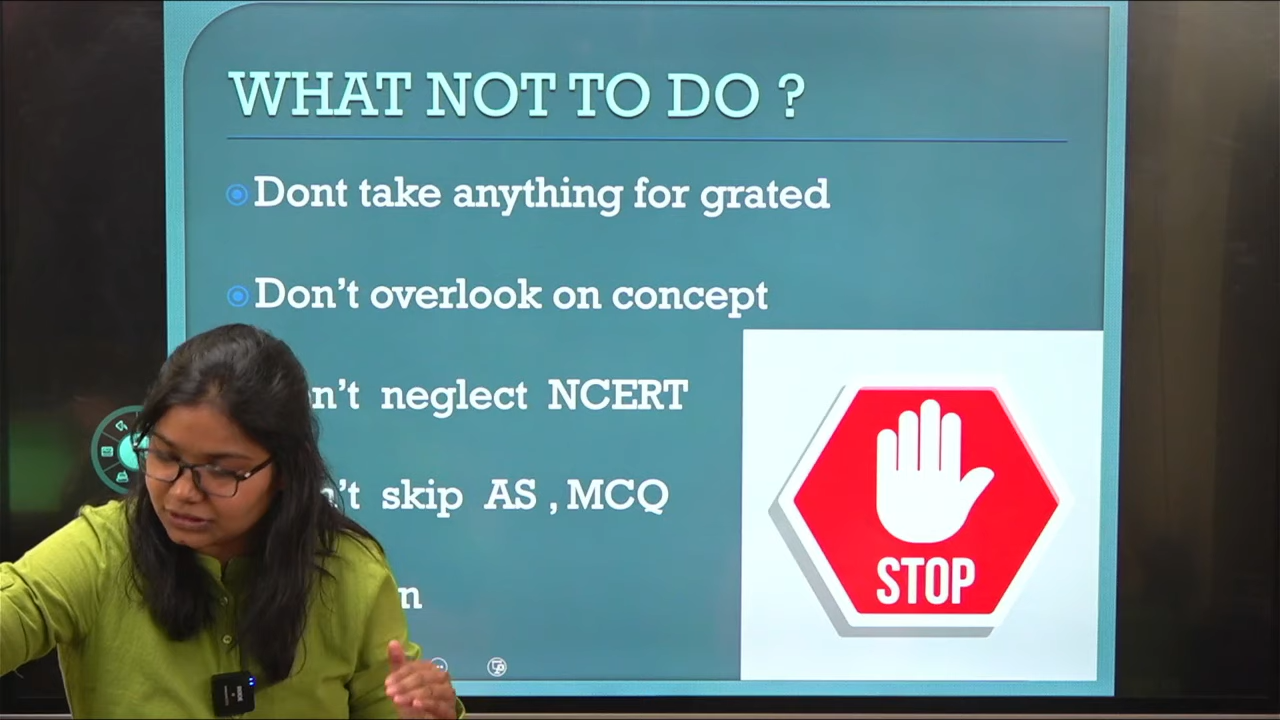 WHAT NOT TO DO ?
Dont take anything for grated
Don’t overlook on concept
neglect NCERT
skip AS , MCQ
STOP